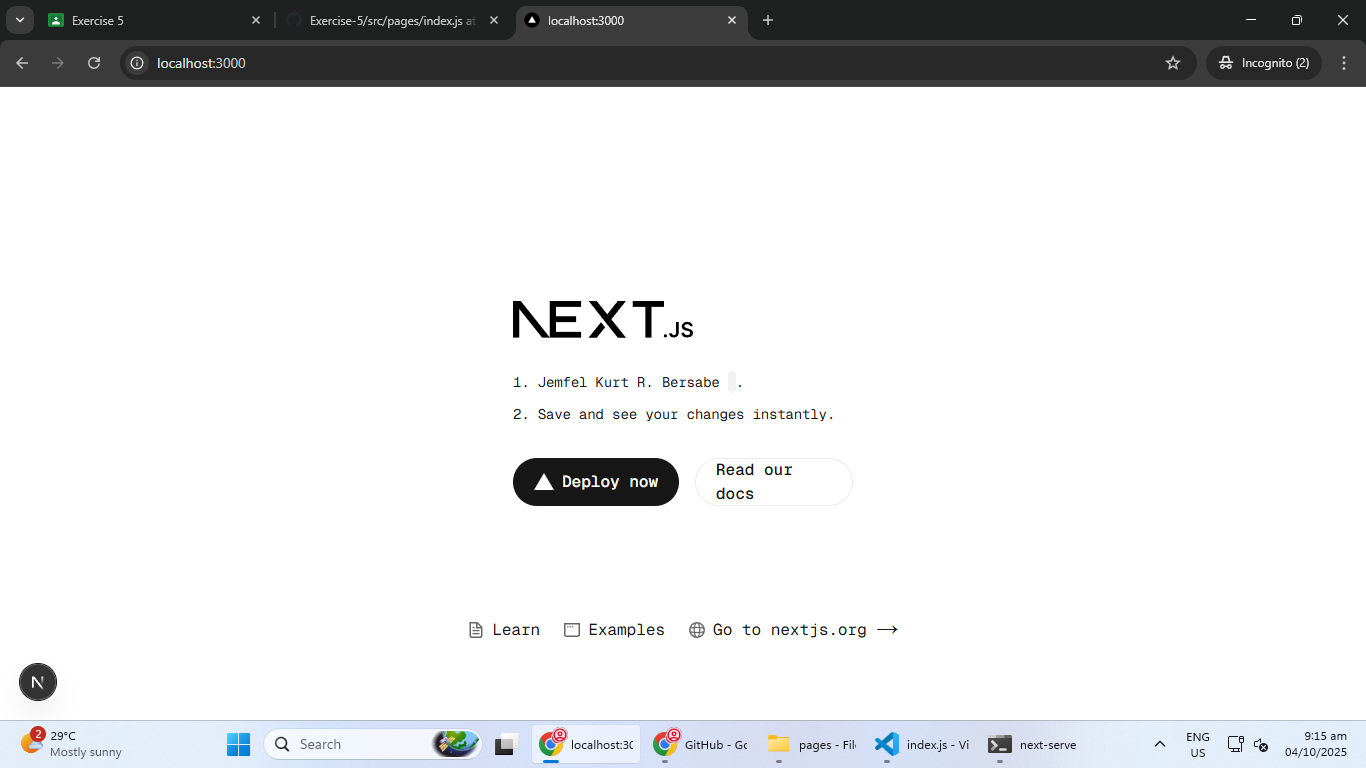 Exercise 5
Exercise-5/src/pages/index.js at
localhost:3000
localhost:3000
Incognito (2)
NEXT.JS
1. Jemfel Kurt R. Bersabe .
2. Save and see your changes instantly.
Deploy now
Read our
docs
Learn
Examples
Go to nextjs.org →
N
2
29°C
Mostly sunny
Search
localhost:30
GitHub - Go
pages - File
index.js - Vi
next-serve
ENG
US
9:15 am
04/10/2025